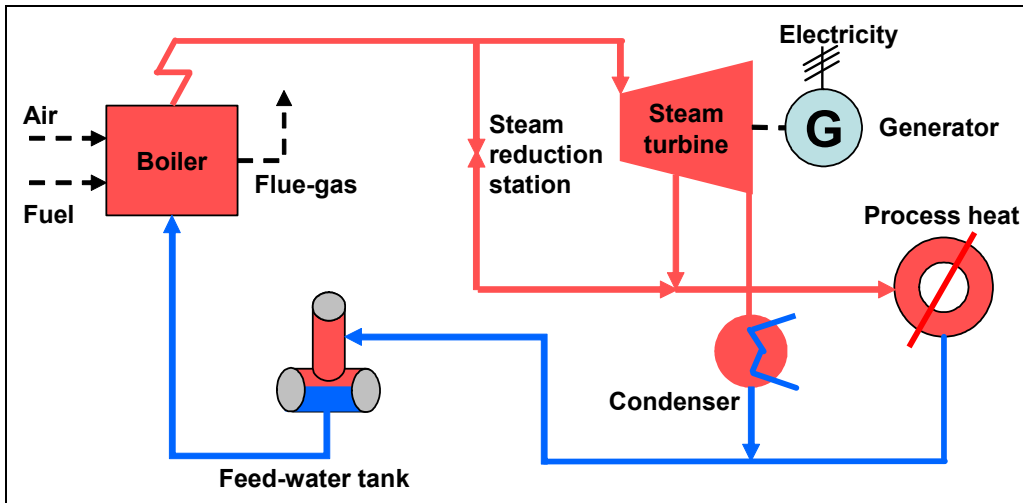 Electricity
Air
Steam
reduction
station
Steam
turbine
G
Generator
Boiler
Flue-gas
Fuel
Process heat
Condenser
Feed-water tank